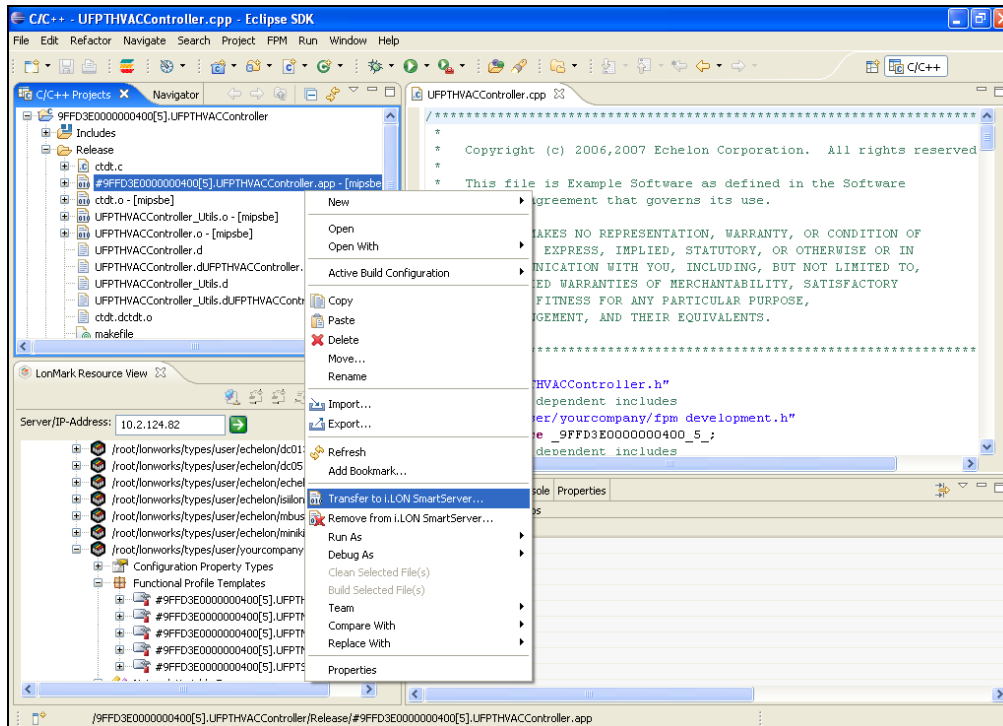 C/C++ - UFPTHVACController.cpp - Eclipse SDK
File Edit Refactor Navigate Search Project FPM Run Window Help
C/C++
C/C++ Projects Navigator
9FFD3E0000000400[5].UFPTHVACController
Includes
Release
ctdt.c
#9FFD3E0000000400[5].UFPTHVACController.app - [mipsbe
ctdt.o - [mipsbe]
UFPTHVACController_Utils.o - [mipsbe]
UFPTHVACController.o - [mipsbe]
UFPTHVACController.d
UFPTHVACController.dUFPTHVACController.
UFPTHVACController_Utils.d
UFPTHVACController_Utils.dUFPTHVACContr
ctdt.dctdt.o
makefile
UFPTHVACController.cpp
/***********************************************************************
*
* Copyright (c) 2006,2007 Echelon Corporation. All rights reserved
*
* This file is Example Software as defined in the Software
greement that governs its use.
AKES NO REPRESENTATION, WARRANTY, OR CONDITION OF
EXPRESS, IMPLIED, STATUTORY, OR OTHERWISE OR IN
UNICATION WITH YOU, INCLUDING, BUT NOT LIMITED TO,
ED WARRANTIES OF MERCHANTABILITY, SATISFACTORY
FITNESS FOR ANY PARTICULAR PURPOSE,
GEMENT, AND THEIR EQUIVALENTS.
*********************************************************
HVACController.h"
dependent includes
ser/yourcompany/fpm development.h"
e _9FFD3E0000000400_5_;
dependent includes
New
Open
Open With
Active Build Configuration
Copy
Paste
Delete
Move...
Rename
Import...
Export...
Refresh
Add Bookmark...
Transfer to i.LON SmartServer...
Remove from i.LON SmartServer...
Run As
Debug As
Clean Selected File(s)
Build Selected File(s)
Team
Compare With
Replace With
Properties
LonMark Resource View
Server/IP-Address: 10.2.124.82
/root/lonworks/types/user/echelon/dc01
/root/lonworks/types/user/echelon/dc05
/root/lonworks/types/user/echelon/echel
/root/lonworks/types/user/echelon/isiilon
/root/lonworks/types/user/echelon/mbus
/root/lonworks/types/user/echelon/miniki
/root/lonworks/types/user/yourcompany
Configuration Property Types
Functional Profile Templates
#9FFD3E0000000400[5].UFPTH
#9FFD3E0000000400[5].UFPTN
#9FFD3E0000000400[5].UFPTN
#9FFD3E0000000400[5].UFPTN
#9FFD3E0000000400[5].UFPTS
sole Properties
os
/9FFD3E0000000400[5].UFPTHVACController/Release/#9FFD3E0000000400[5].UFPTHVACController.app